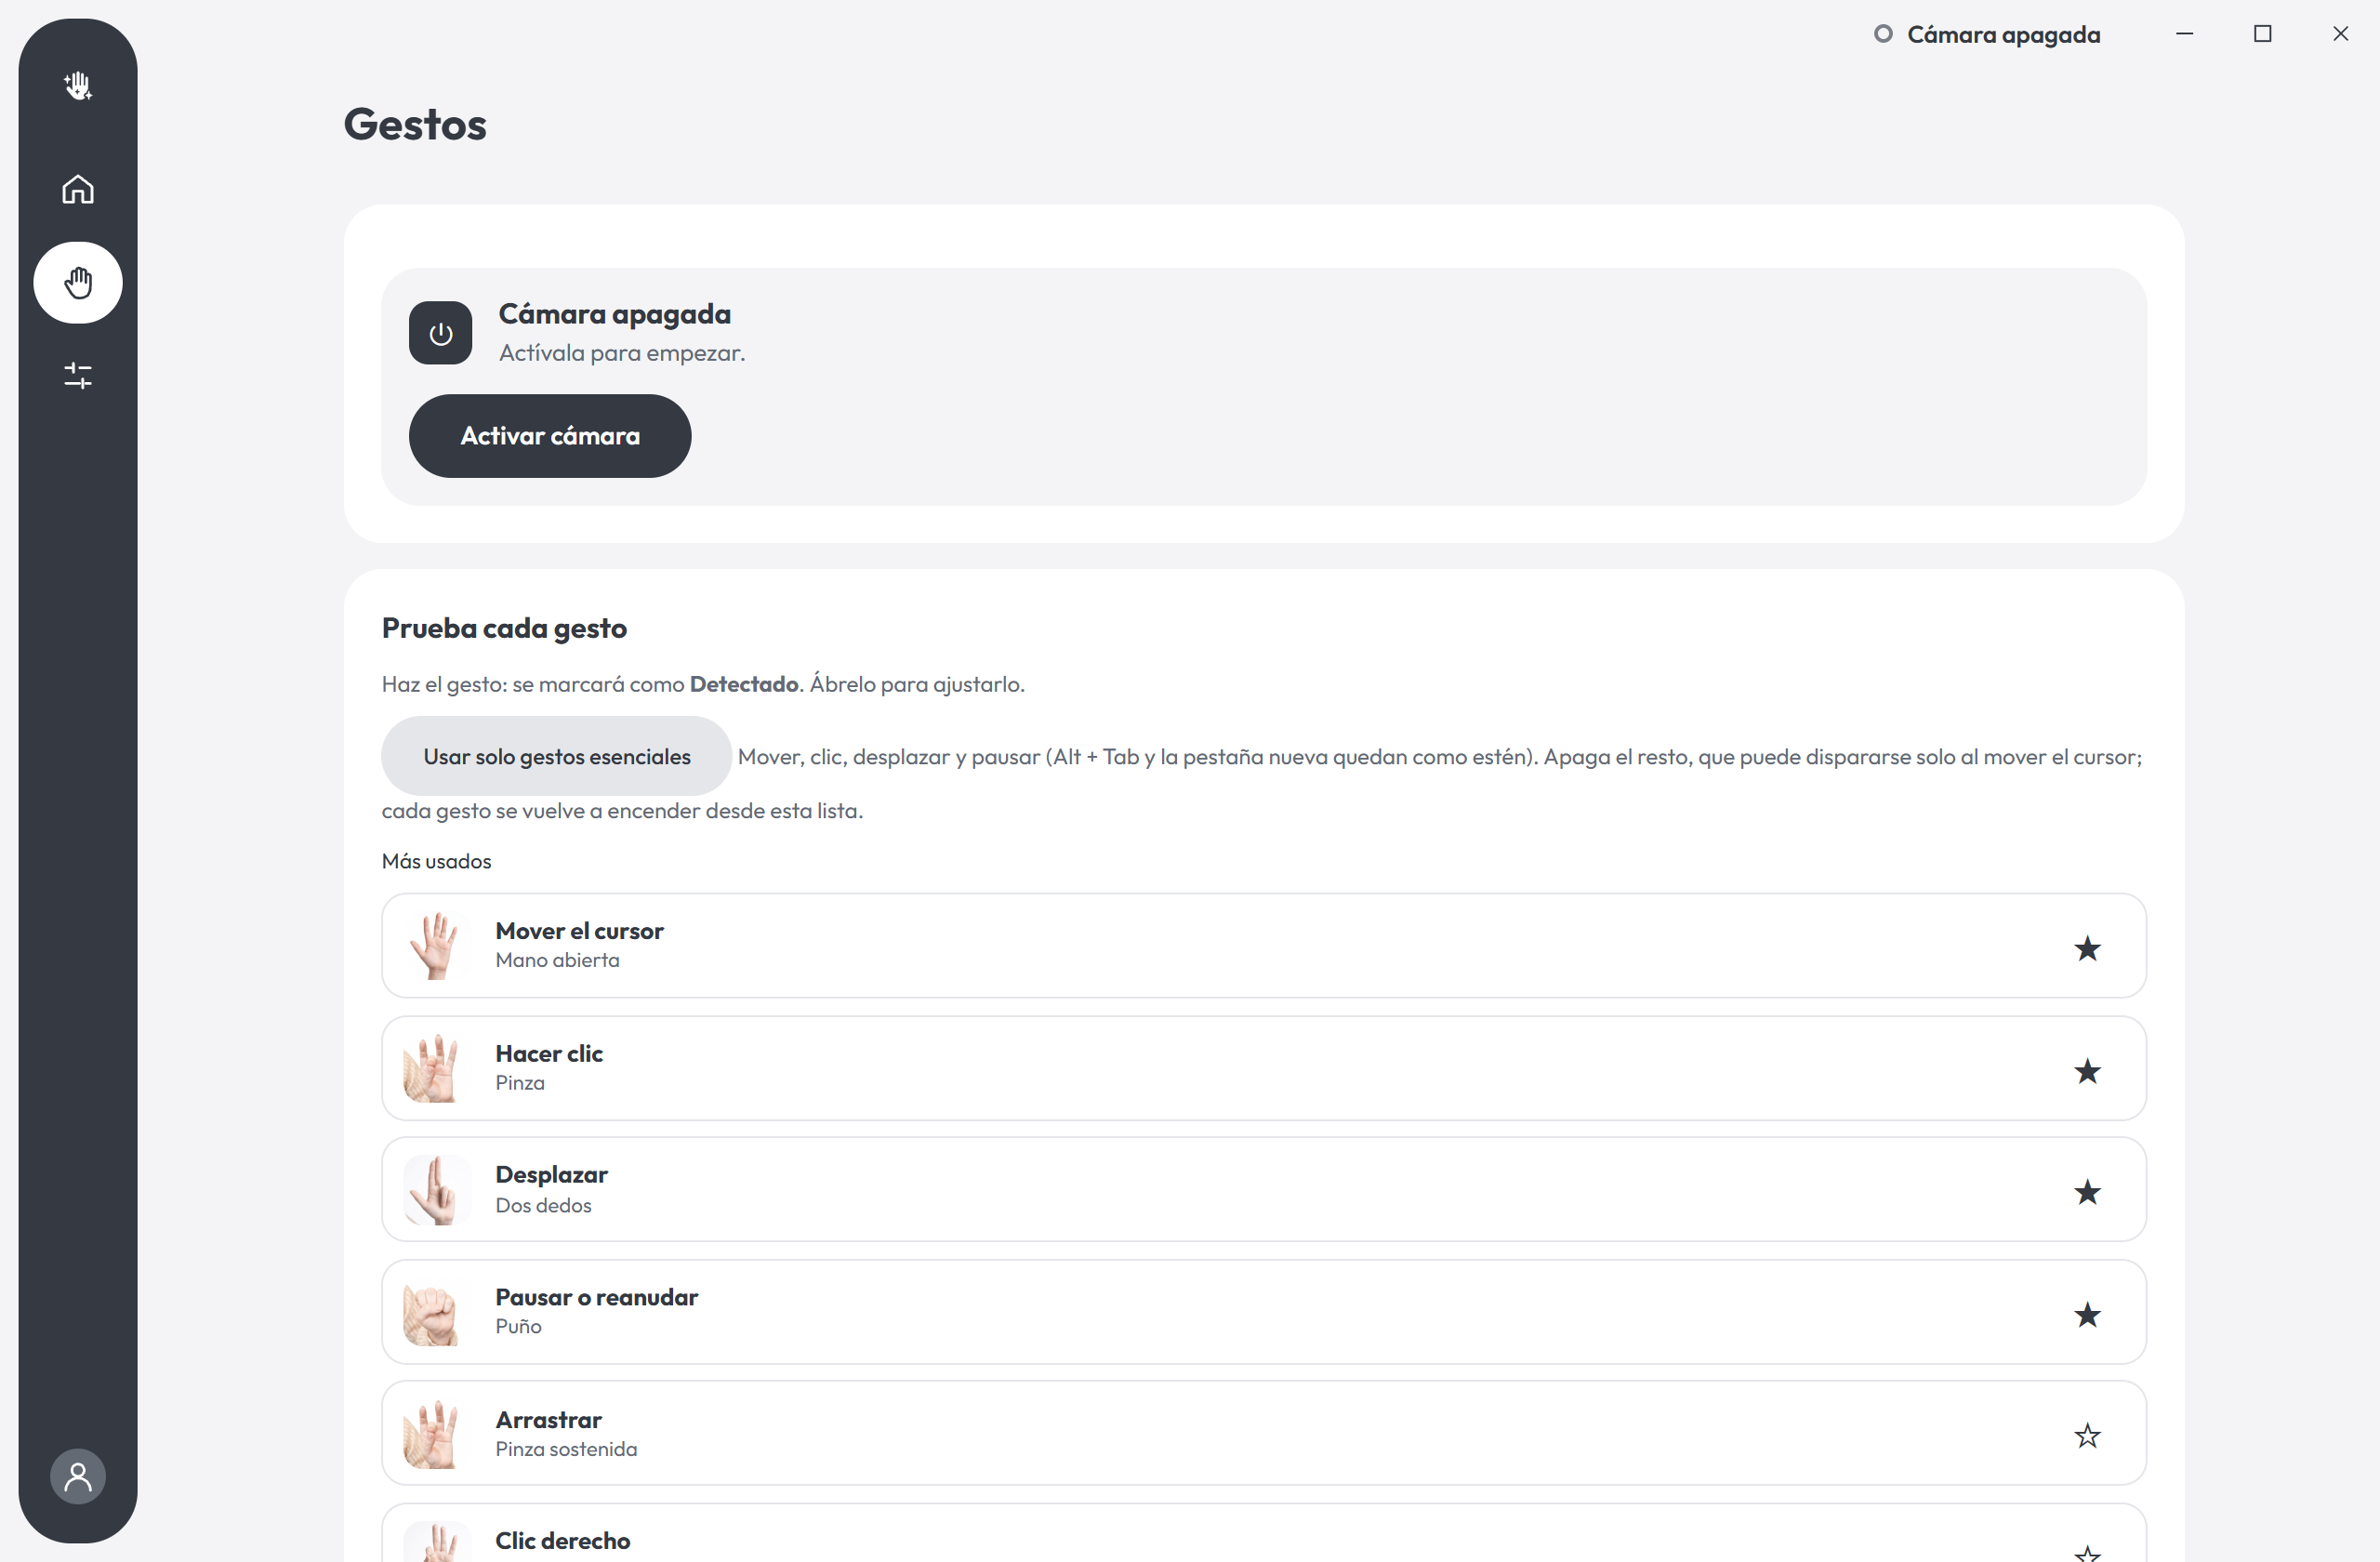 Cámara apagada
Gestos
Cámara apagada
Actívala para empezar.
Activar cámara
Prueba cada gesto
Haz el gesto: se marcará como Detectado. Ábrelo para ajustarlo.
Usar solo gestos esenciales Mover, clic, desplazar y pausar (Alt + Tab y la pestaña nueva quedan como estén). Apaga el resto, que puede dispararse solo al mover el cursor;
cada gesto se vuelve a encender desde esta lista.
Más usados
Mover el cursor
Mano abierta
Hacer clic
Pinza
Desplazar
Dos dedos
Pausar o reanudar
Puño
Arrastrar
Pinza sostenida
Clic derecho